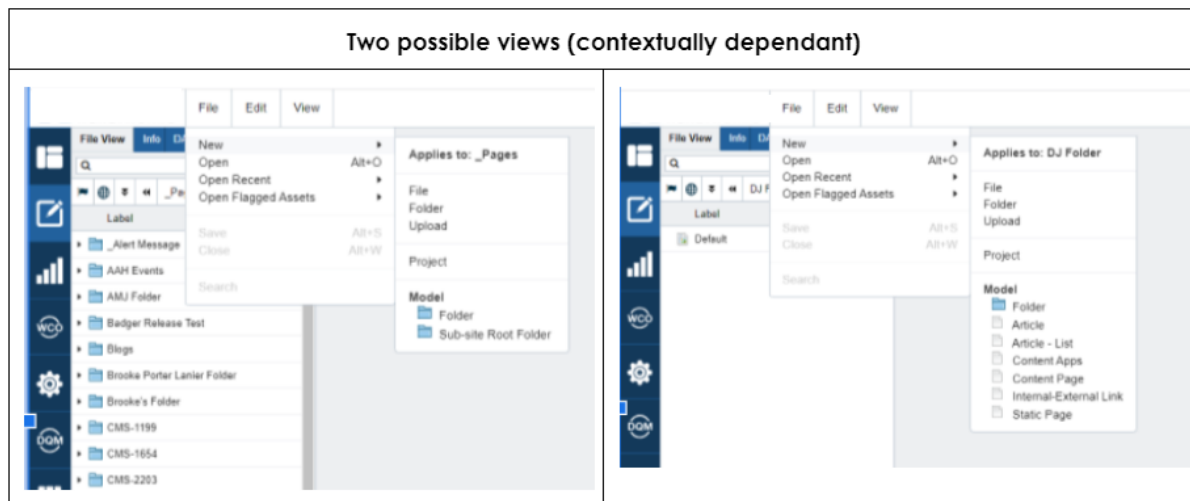 Two possible views (contextually dependant)
File Edit View
File View Info
New
Open Alt+O
Open Recent
Open Flagged Assets
Save Alt+S
Close Alt+W
Search
Applies to: _Pages
File
Folder
Upload
Project
Model
Folder
Sub-site Root Folder
Label
_Alert Message
AAH Events
AMJ Folder
Badger Release Test
Blogs
Brooke Porter Lanier Folder
Brooke's Folder
CMS-1199
CMS-1654
CMS-2203
WCO
DQM
File Edit View
File View Info
New
Open Alt+O
Open Recent
Open Flagged Assets
Save Alt+S
Close Alt+W
Search
Applies to: DJ Folder
File
Folder
Upload
Project
Model
Folder
Article
Article - List
Content Apps
Content Page
Internal-External Link
Static Page
Label
Default
WCO
DQM